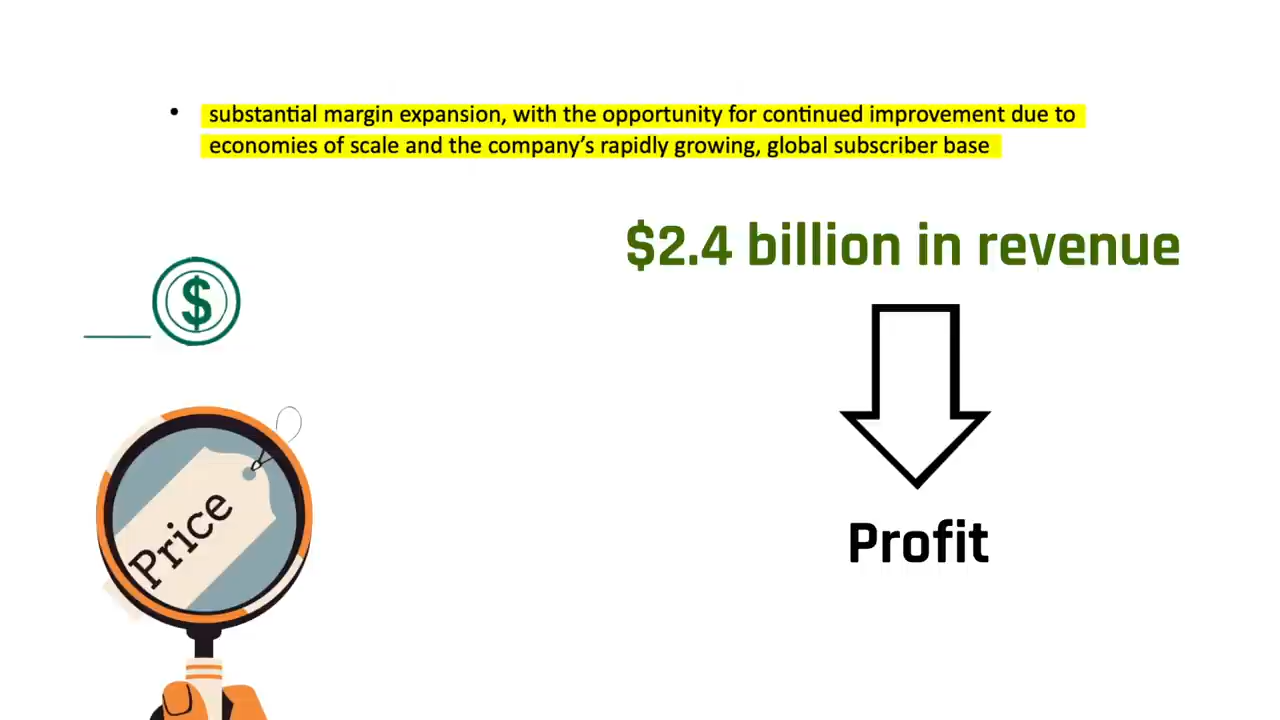 • substantial margin expansion, with the opportunity for continued improvement due to
economies of scale and the company’s rapidly growing, global subscriber base
$2.4 billion in revenue
$
Price
Profit